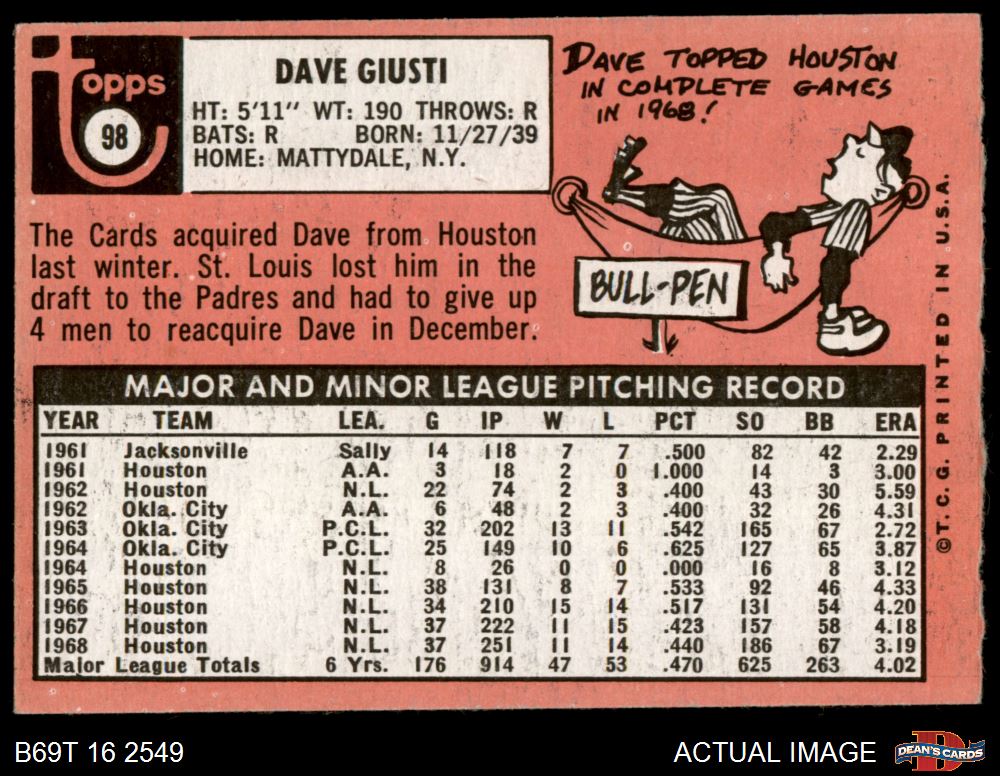 topps
98
DAVE GIUSTI
HT: 5'11" WT: 190 THROWS: R
BATS: R BORN: 11/27/39
HOME: MATTYDALE, N.Y.
DAVE TOPPED HOUSTON
IN COMPLETE GAMES
IN 1968!
BULL-PEN
The Cards acquired Dave from Houston
last winter. St. Louis lost him in the
draft to the Padres and had to give up
4 men to reacquire Dave in December.
MAJOR AND MINOR LEAGUE PITCHING RECORD
YEAR TEAM LEA. G IP W L PCT SO BB ERA
1961 Jacksonville Sally 14 118 7 7 .500 82 42 2.29
1961 Houston A.A. 3 18 2 0 1.000 14 3 3.00
1962 Houston N.L. 22 74 2 3 .400 43 30 5.59
1962 Okla. City A.A. 6 48 2 3 .400 32 26 4.31
1963 Okla. City P.C.L. 32 202 13 11 .542 165 67 2.72
1964 Okla. City P.C.L. 25 149 10 6 .625 127 65 3.87
1964 Houston N.L. 8 26 0 0 .000 16 8 3.12
1965 Houston N.L. 38 131 8 7 .533 92 46 4.33
1966 Houston N.L. 34 210 15 14 .517 131 54 4.20
1967 Houston N.L. 37 222 11 15 .423 157 58 4.18
1968 Houston N.L. 37 251 11 14 .440 186 67 3.19
Major League Totals 6 Yrs. 176 914 47 53 .470 625 263 4.02
©T.C.G. PRINTED IN U.S.A.
B69T 16 2549
ACTUAL IMAGE
D
DEAN'S CARDS